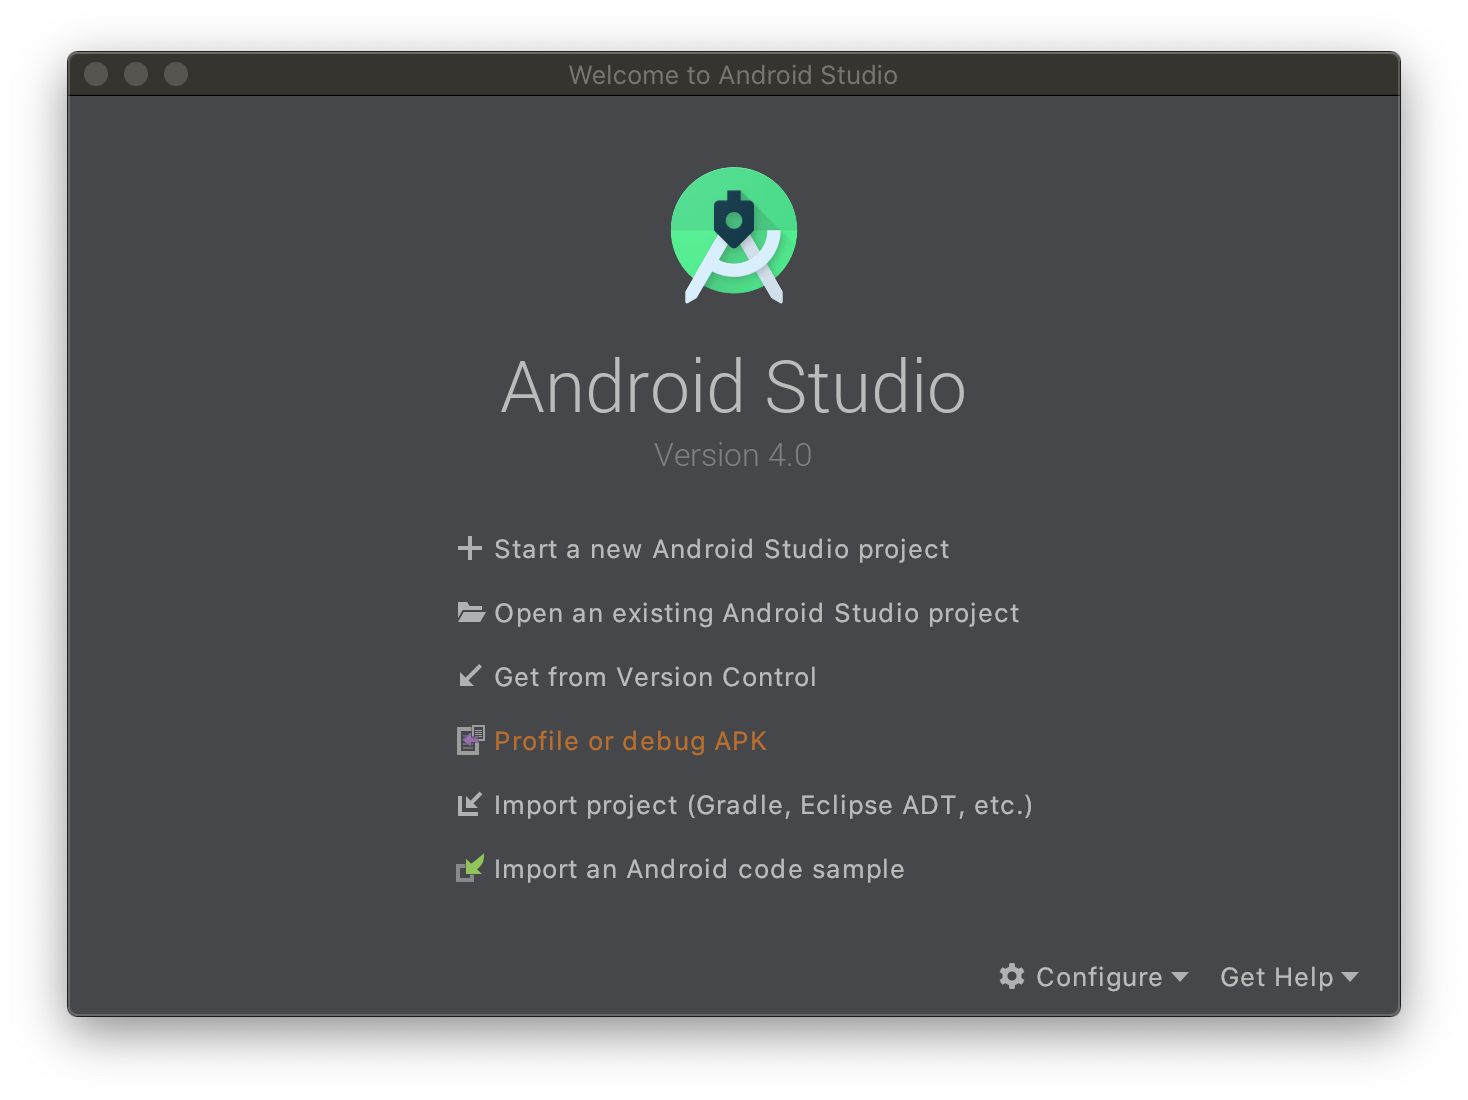 Welcome to Android Studio
Android Studio
Version 4.0
Start a new Android Studio project
Open an existing Android Studio project
Get from Version Control
Profile or debug APK
Import project (Gradle, Eclipse ADT, etc.)
Import an Android code sample
Configure
Get Help